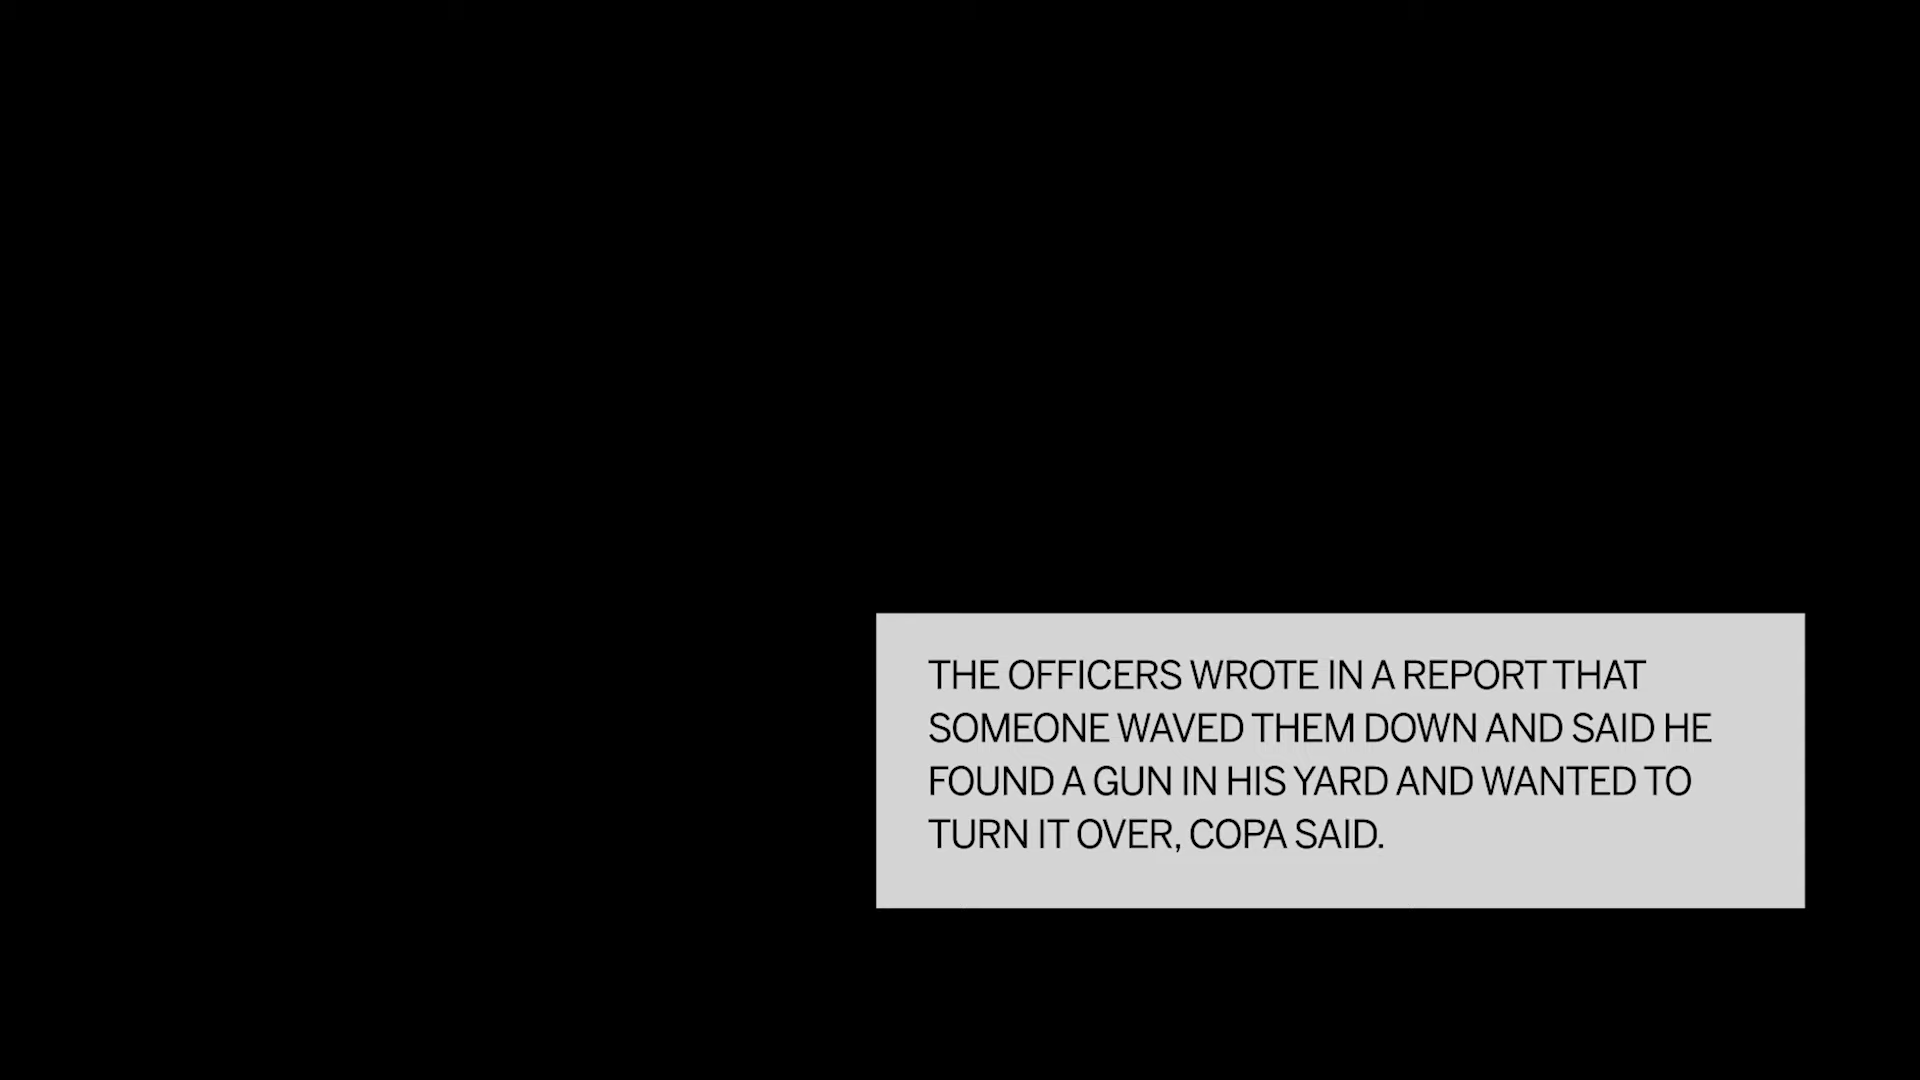 THE OFFICERS WROTE IN A REPORT THAT
SOMEONE WAVED THEM DOWN AND SAID HE
FOUND A GUN IN HIS YARD AND WANTED TO
TURN IT OVER, COPA SAID.